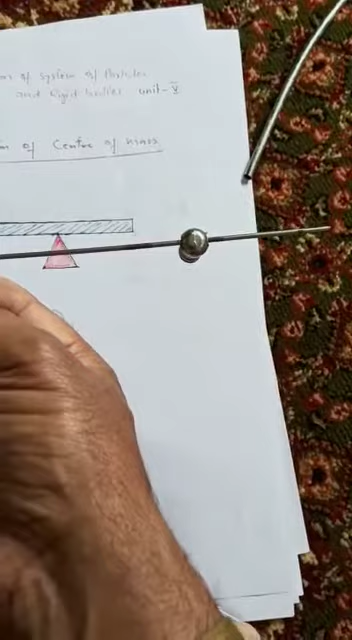 of System of Particles
and Rigid bodies unit-V
of Centre of mass